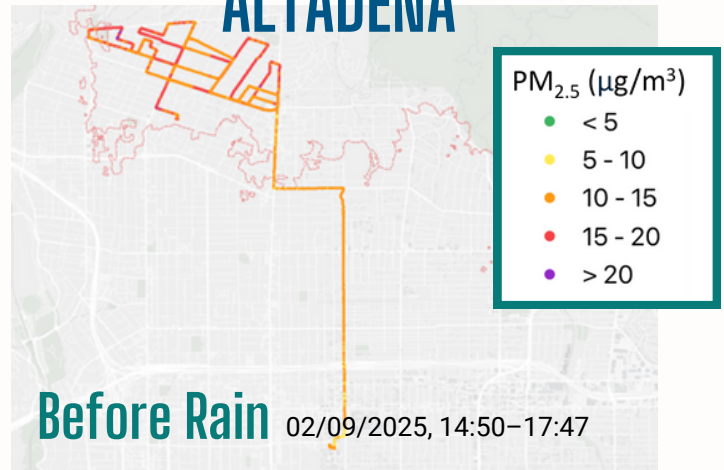 ALTADENA
PM2.5 (µg/m³)
< 5
5 - 10
10 - 15
15 - 20
> 20
Before Rain 02/09/2025, 14:50–17:47